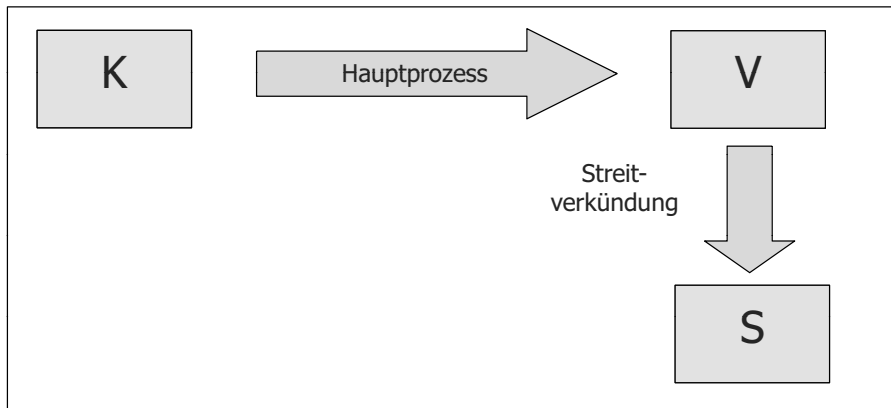 K
Hauptprozess
V
Streit-
verkündung
S